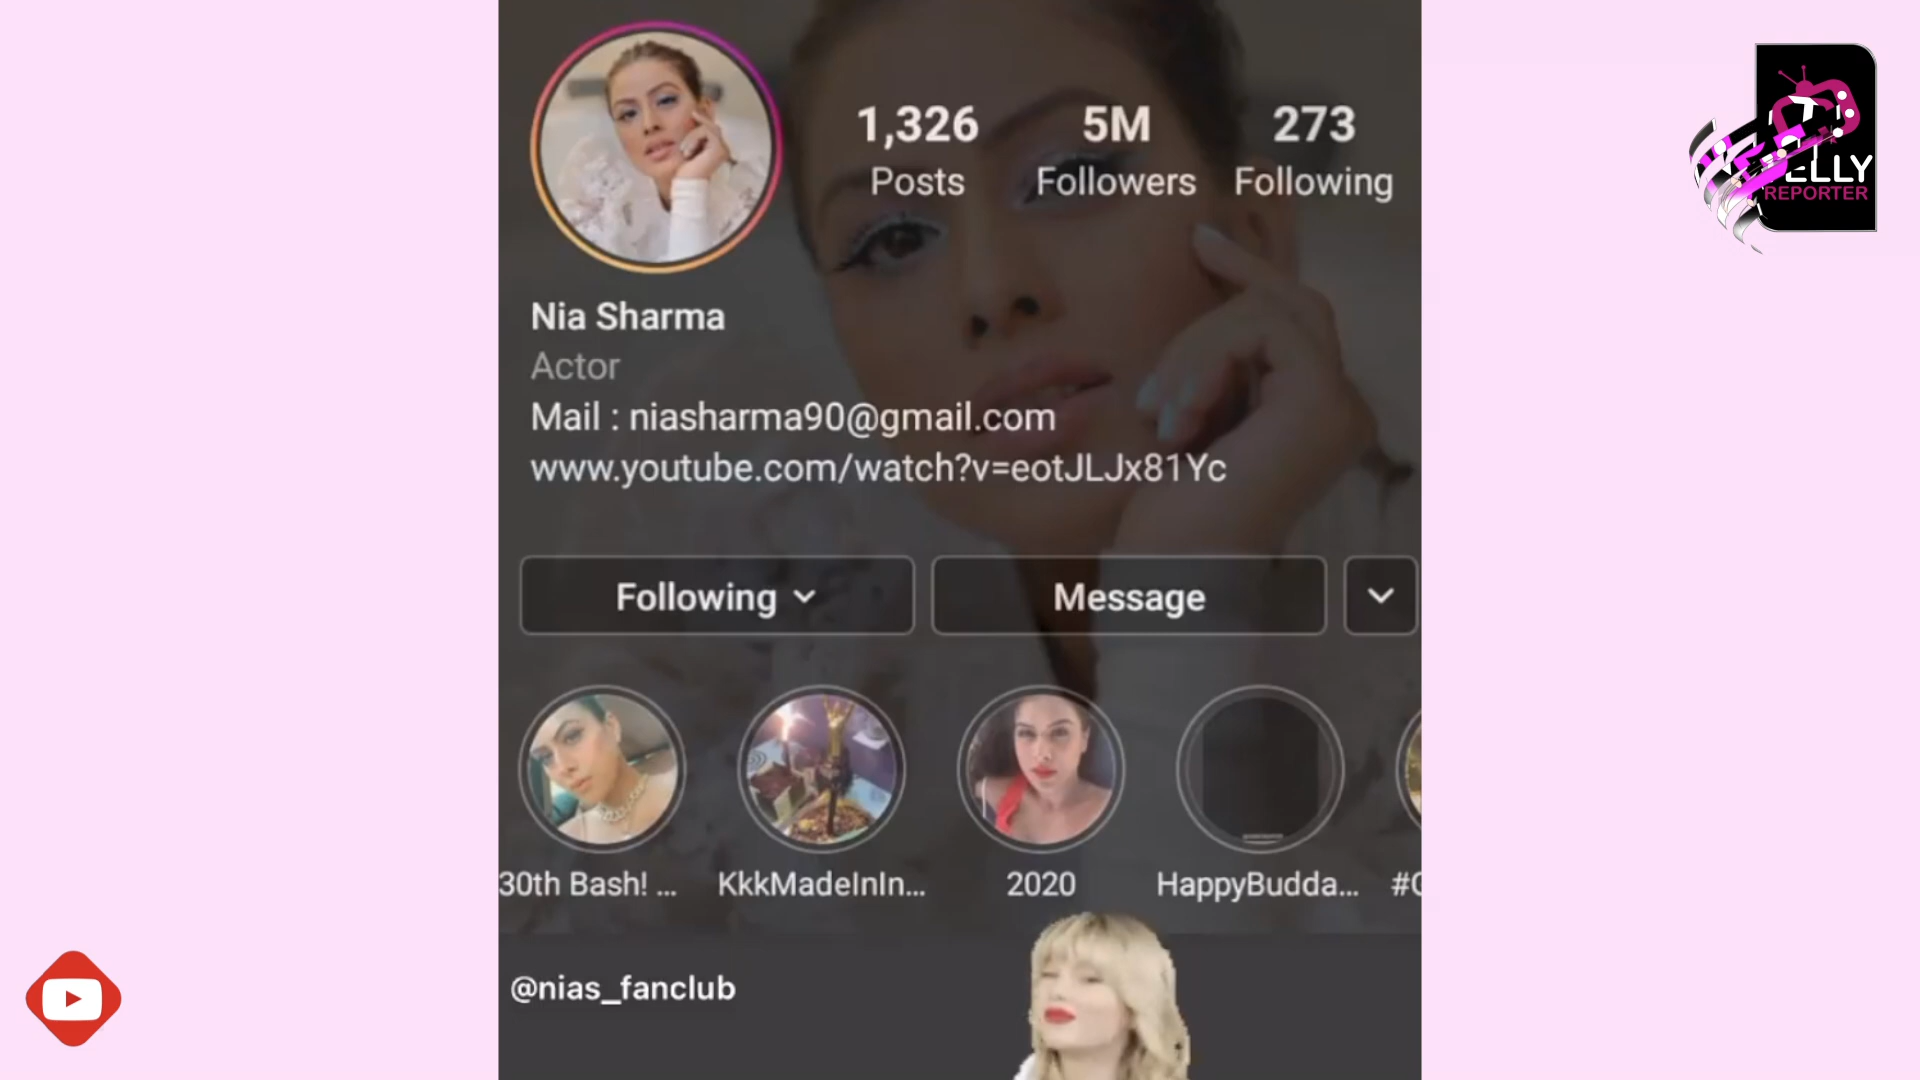 1,326
Posts
5M
Followers
273
Following
Nia Sharma
Actor
Mail : niasharma90@gmail.com
www.youtube.com/watch?v=eotJLJx81Yc
Following
Message
30th Bash! ...
KkkMadeInIn...
2020
HappyBudda...
@nias_fanclub
REPORTER